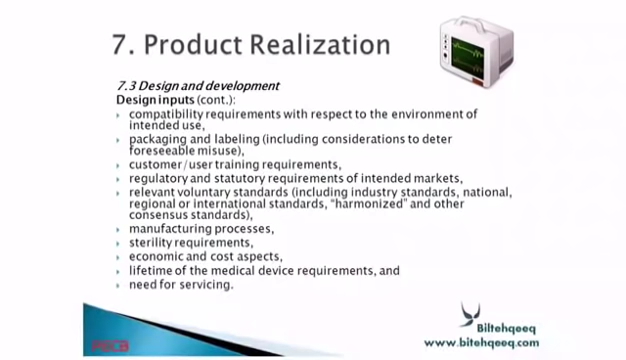 7. Product Realization
7.3 Design and development
Design inputs (cont.):
compatibility requirements with respect to the environment of
intended use,
packaging and labeling (including considerations to deter
foreseeable misuse),
customer/user training requirements,
regulatory and statutory requirements of intended markets,
relevant voluntary standards (including industry standards, national,
regional or international standards, "harmonized" and other
consensus standards),
manufacturing processes,
sterility requirements,
economic and cost aspects,
lifetime of the medical device requirements, and
need for servicing.
Biltehqeeq
www.bitehqeeq.com